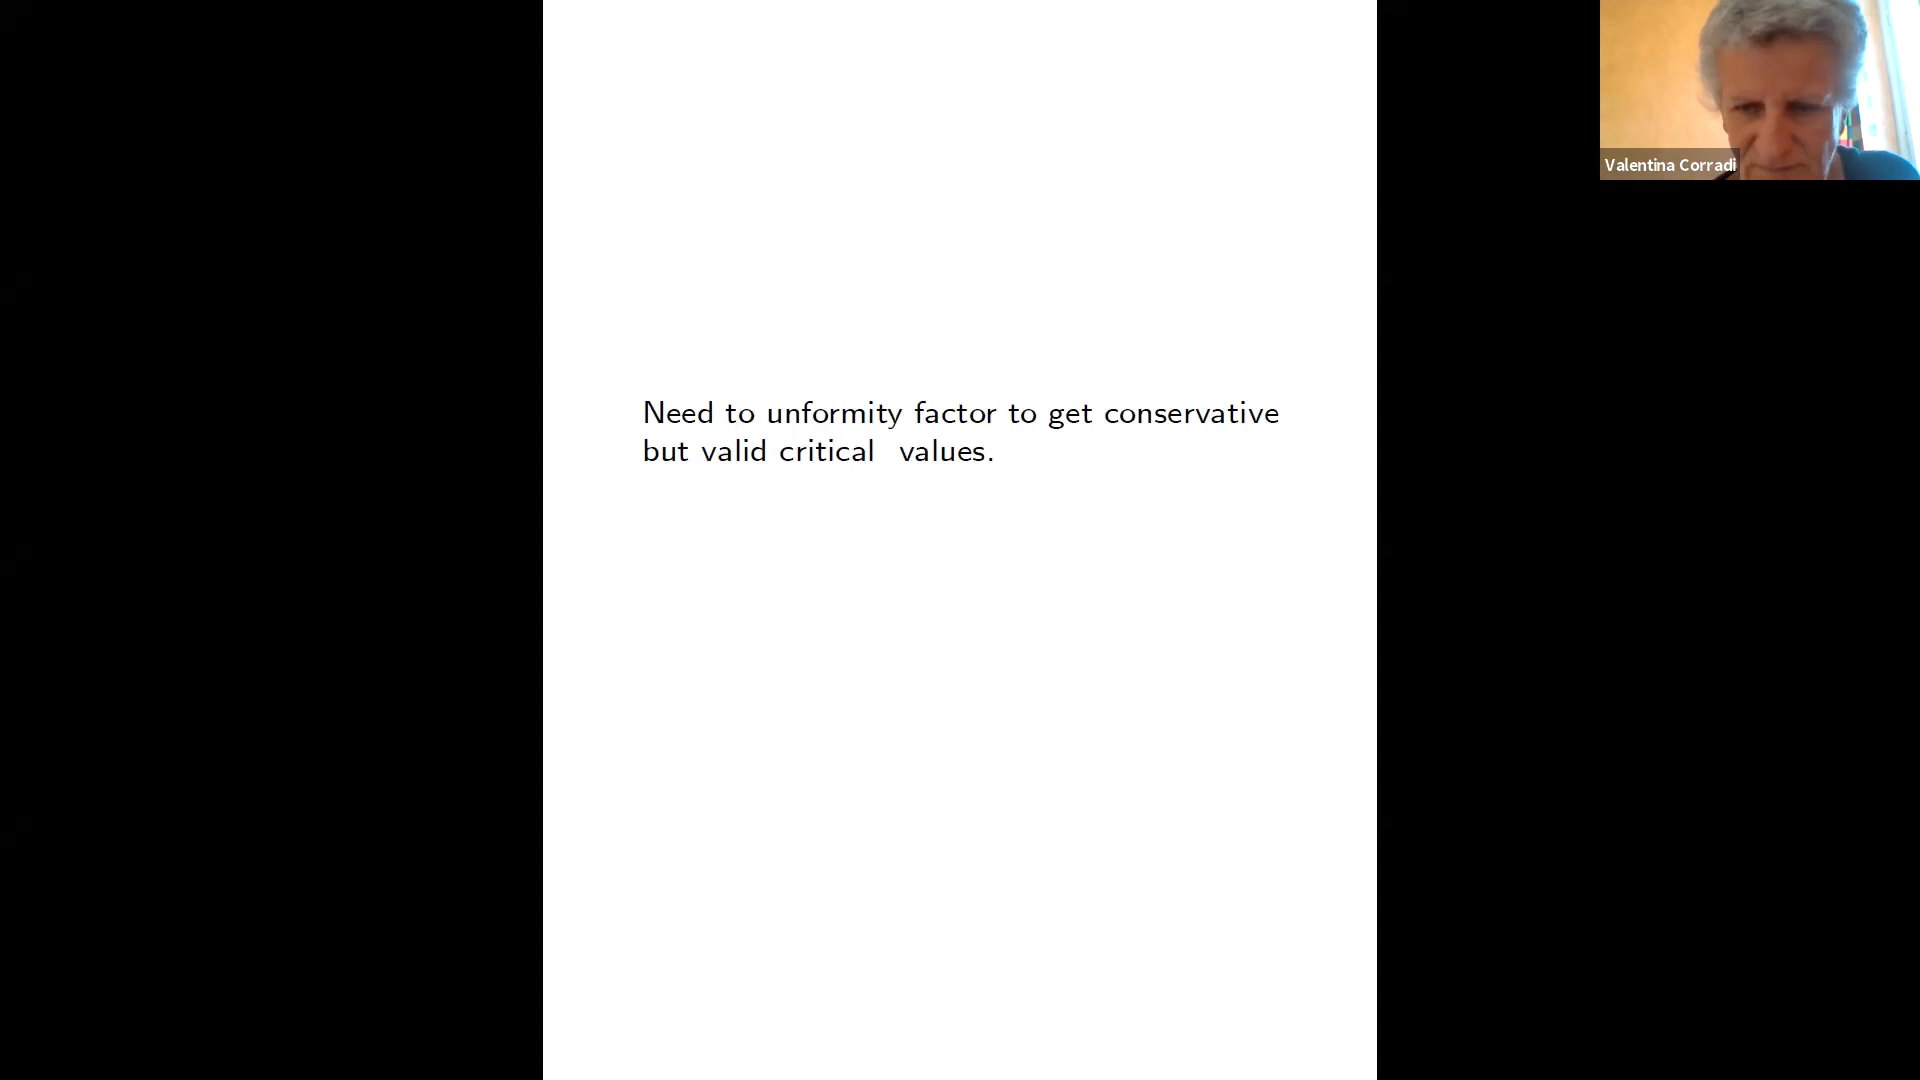 Need to unformity factor to get conservative
but valid critical values.
Valentina Corradi